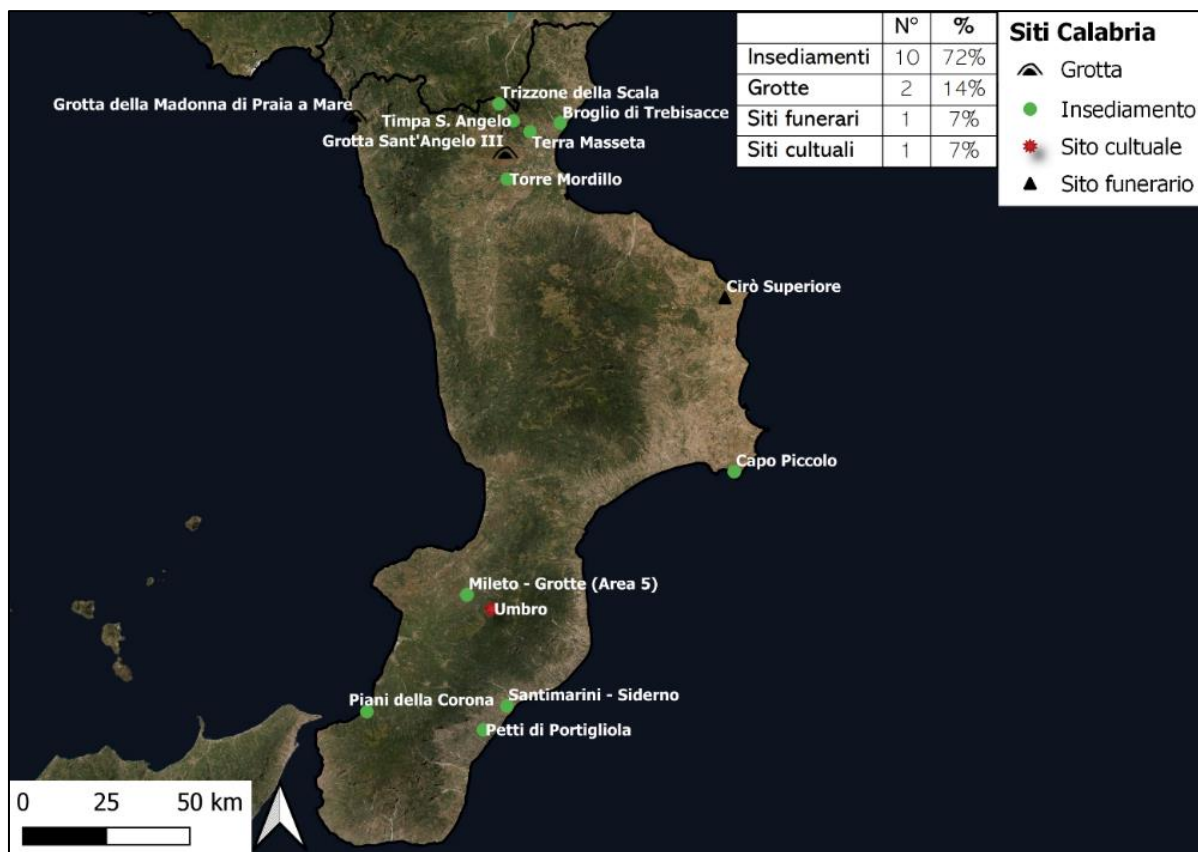 N° %
Insediamenti 10 72%
Grotte 2 14%
Siti funerari 1 7%
Siti cultuali 1 7%
Siti Calabria
Grotta
Insediamento
Sito cultuale
Sito funerario
Trizzone della Scala
Grotta della Madonna di Praia a Mare
Timpa S. Angelo
Broglio di Trebisacce
Grotta Sant'Angelo III
Terra Masseta
Torre Mordillo
Cirò Superiore
Capo Piccolo
Mileto - Grotte (Area 5)
Umbro
Piani della Corona
Santimarini - Siderno
Petti di Portigliola
0 25 50 km